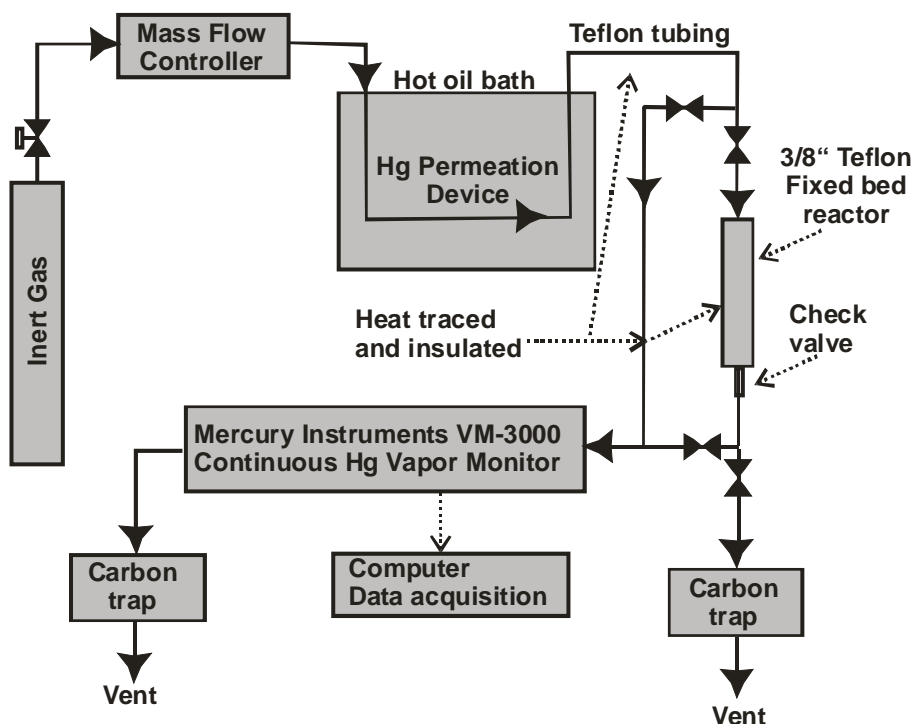 Mass Flow
Controller
Teflon tubing
Hot oil bath
Hg Permeation
Device
3/8“ Teflon
Fixed bed
reactor
Inert Gas
Heat traced
and insulated
Check
valve
Mercury Instruments VM-3000
Continuous Hg Vapor Monitor
Carbon
trap
Computer
Data acquisition
Carbon
trap
Vent
Vent